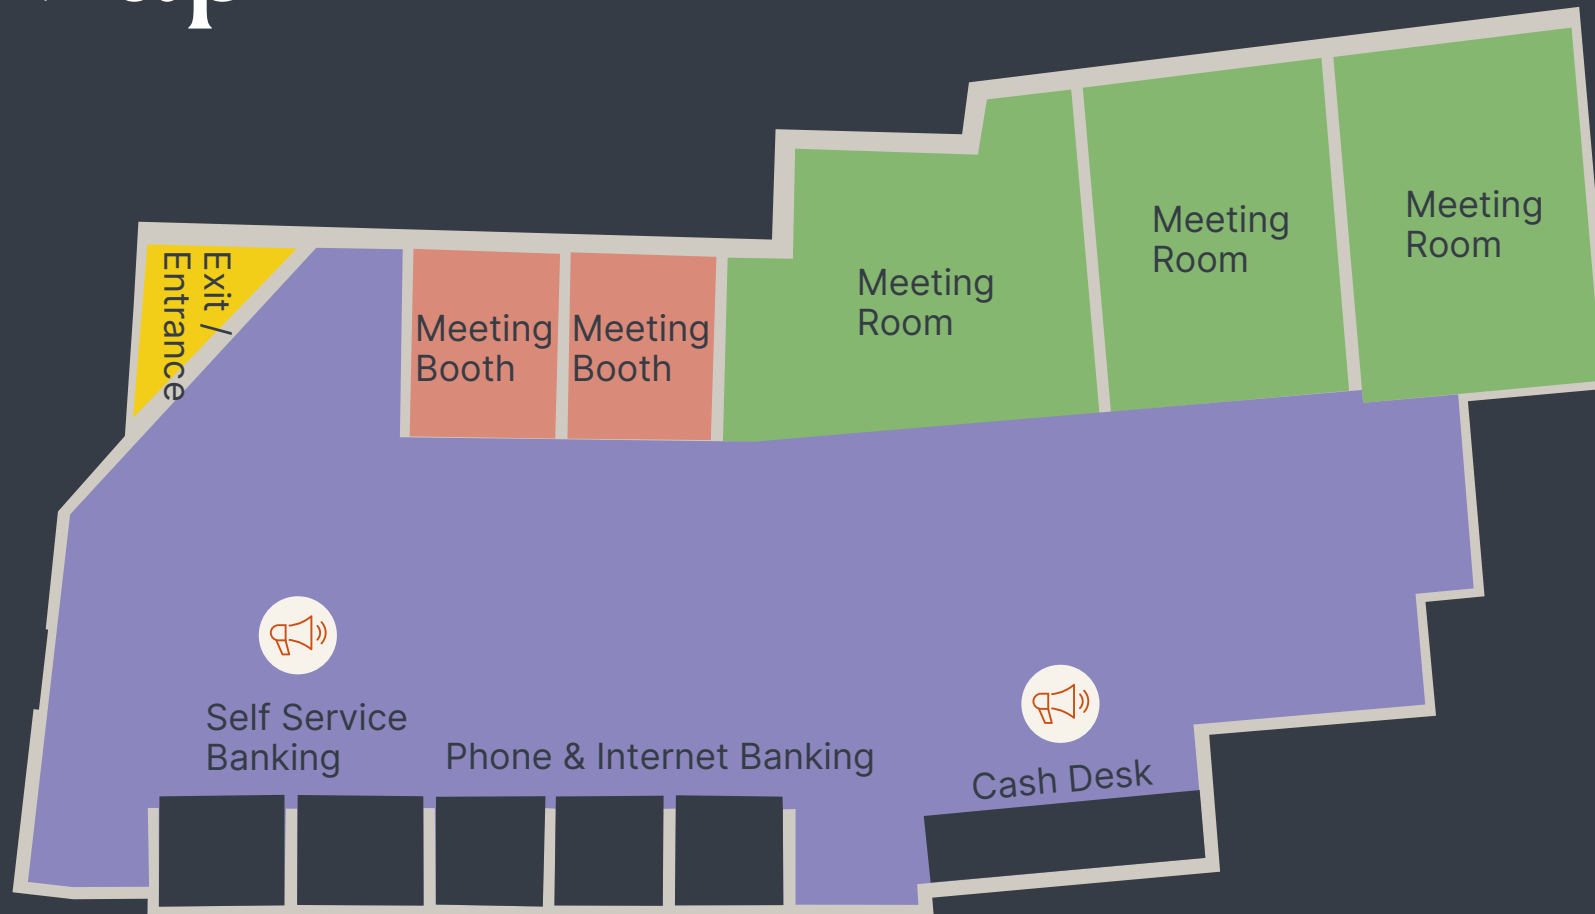 Exit /
Entrance
Meeting
Booth
Meeting
Booth
Meeting
Room
Meeting
Room
Meeting
Room
Self Service
Banking
Phone & Internet Banking
Cash Desk